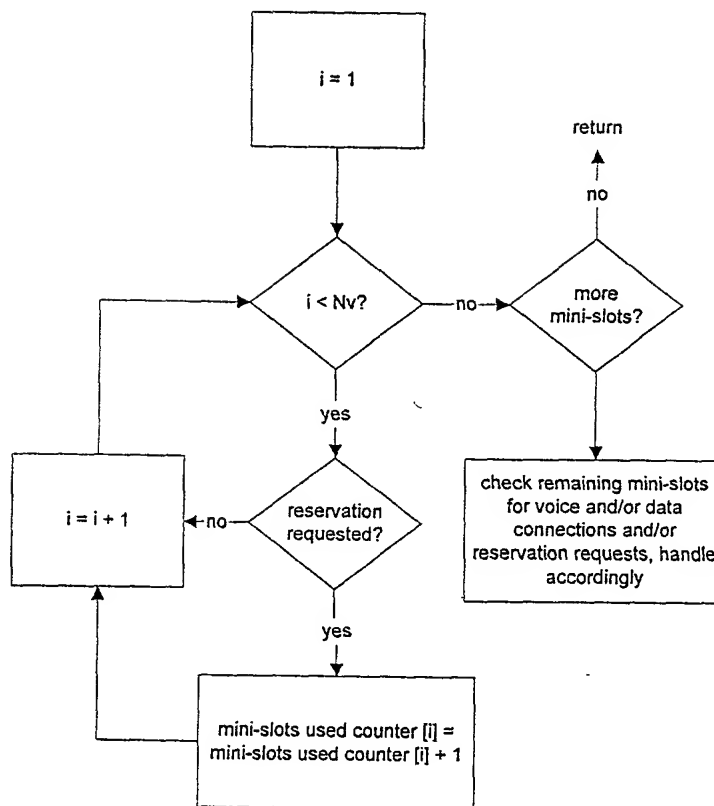 i = 1
return
no
i < Nv?
no
more
mini-slots?
yes
i = i + 1
no
reservation
requested?
check remaining mini-slots
for voice and/or data
connections and/or
reservation requests, handle
accordingly
yes
mini-slots used counter [i] =
mini-slots used counter [i] + 1